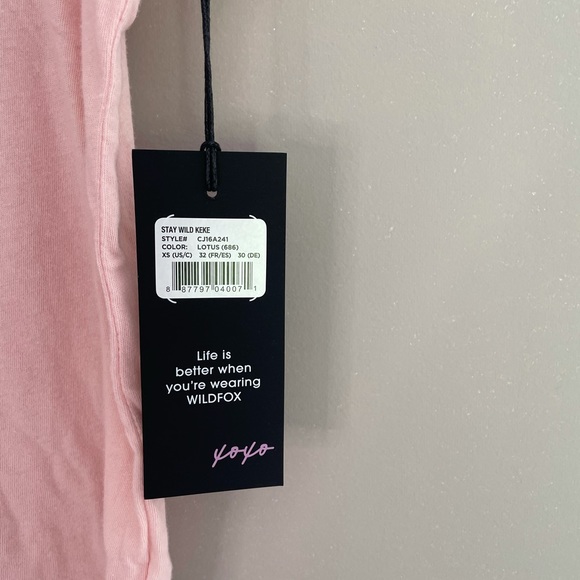 STAY WILD KEKE
STYLE# CJ16A241
COLOR: LOTUS (686)
XS (US/C) 32 (FR/ES) 30 (DE)
8 87797 04007 1
Life is
better when
you're wearing
WILDFOX
xoxo